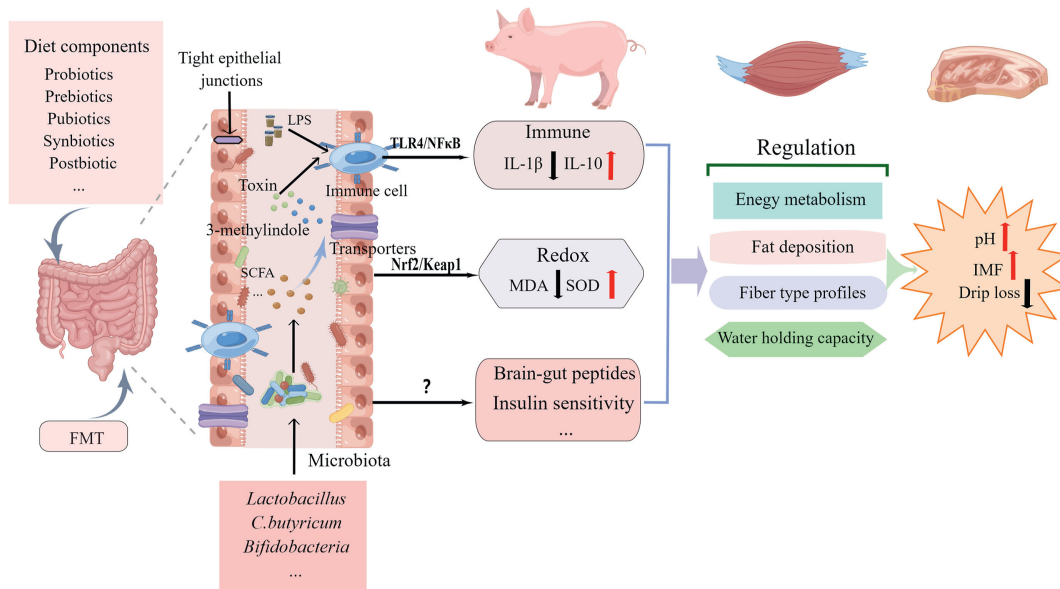 Diet components
Probiotics
Prebiotics
Pubiotics
Synbiotics
Postbiotic
...
FMT
Tight epithelial
junctions
LPS
Toxin
Immune cell
3-methylindole
Transporters
SCFA
...
Microbiota
Lactobacillus
C.butyricum
Bifidobacteria
...
TLR4/NFκB
Nrf2/Keap1
?
Immune
IL-1β IL-10
Redox
MDA SOD
Brain-gut peptides
Insulin sensitivity
...
Regulation
Enegy metabolism
Fat deposition
Fiber type profiles
Water holding capacity
pH
IMF
Drip loss